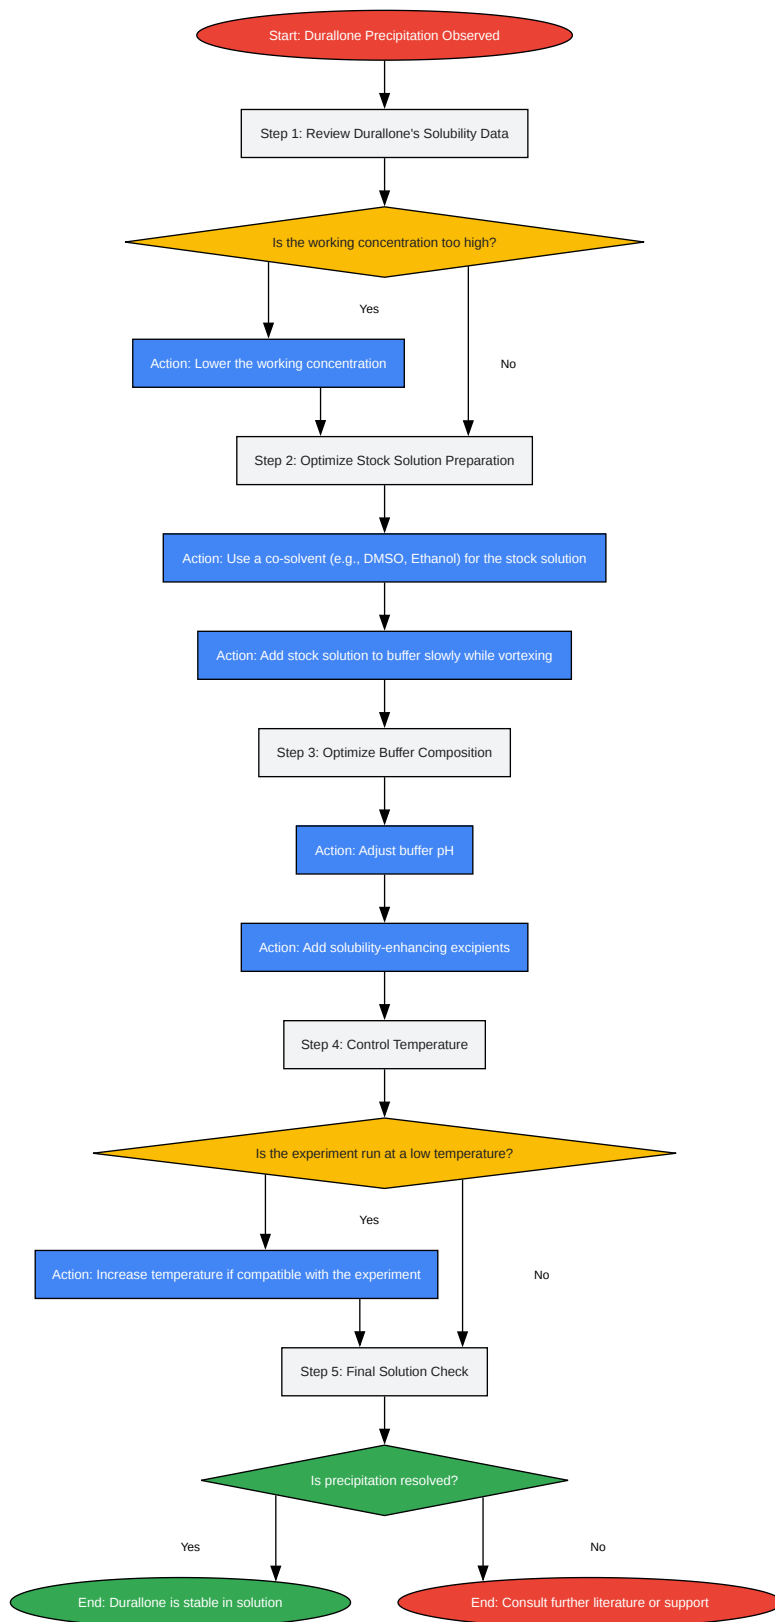 Start: Durallone Precipitation Observed
Step 1: Review Durallone's Solubility Data
Is the working concentration too high?
Yes
Action: Lower the working concentration
No
Step 2: Optimize Stock Solution Preparation
Action: Use a co-solvent (e.g., DMSO, Ethanol) for the stock solution
Action: Add stock solution to buffer slowly while vortexing
Step 3: Optimize Buffer Composition
Action: Adjust buffer pH
Action: Add solubility-enhancing excipients
Step 4: Control Temperature
Is the experiment run at a low temperature?
Yes
Action: Increase temperature if compatible with the experiment
No
Step 5: Final Solution Check
Is precipitation resolved?
Yes
No
End: Durallone is stable in solution
End: Consult further literature or support